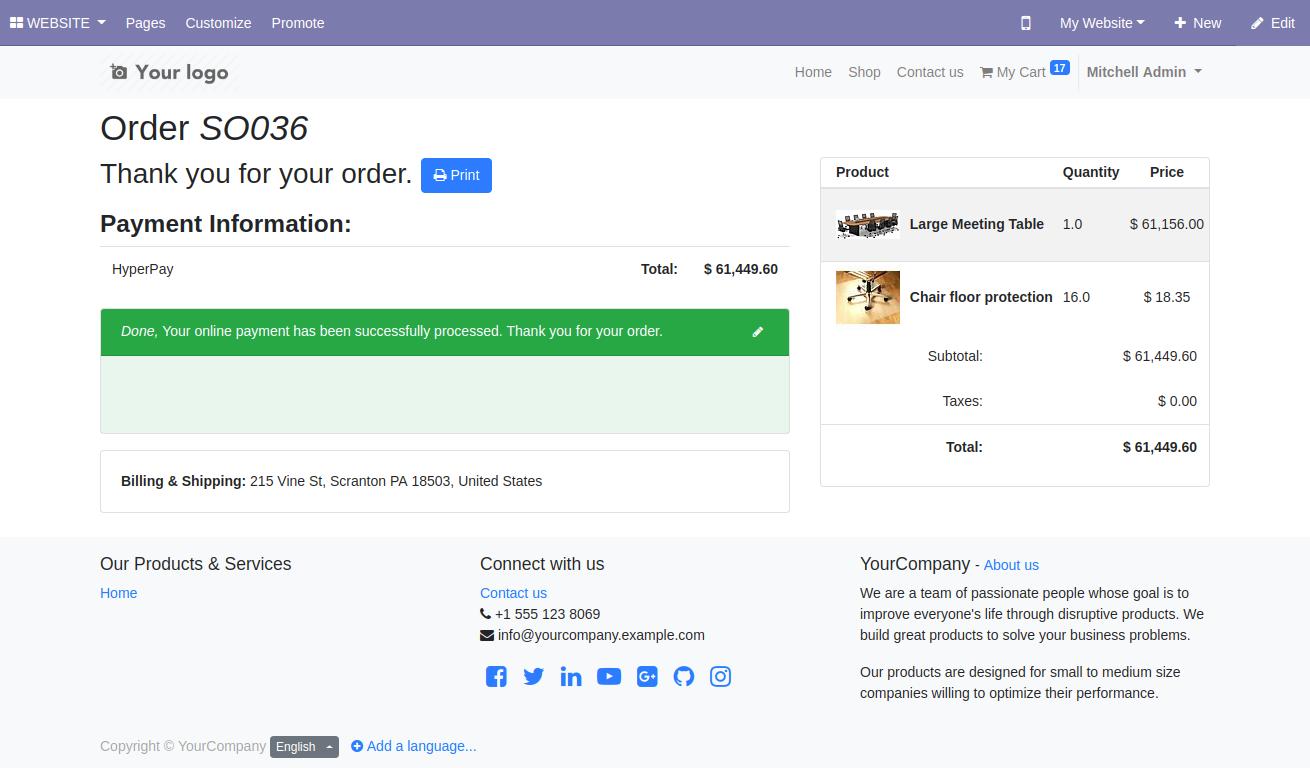 WEBSITE Pages Customize Promote My Website New Edit
Your logo Home Shop Contact us My Cart 17 Mitchell Admin
Order SO036
Thank you for your order. Print
Payment Information:
HyperPay Total: $ 61,449.60
Done, Your online payment has been successfully processed. Thank you for your order.
Billing & Shipping: 215 Vine St, Scranton PA 18503, United States
Product Quantity Price
Large Meeting Table 1.0 $ 61,156.00
Chair floor protection 16.0 $ 18.35
Subtotal: $ 61,449.60
Taxes: $ 0.00
Total: $ 61,449.60
Our Products & Services
Home
Connect with us
Contact us
+1 555 123 8069
info@yourcompany.example.com
YourCompany - About us
We are a team of passionate people whose goal is to
improve everyone's life through disruptive products. We
build great products to solve your business problems.
Our products are designed for small to medium size
companies willing to optimize their performance.
Copyright © YourCompany English Add a language...